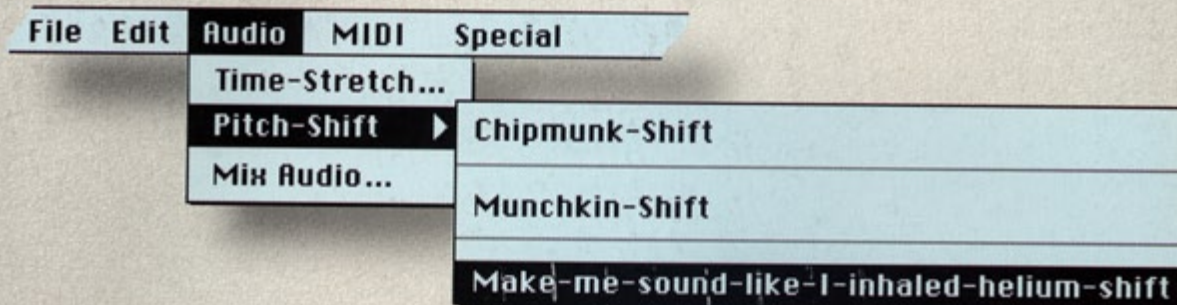 File Edit Audio MIDI Special
Time-Stretch...
Pitch-Shift
Chipmunk-Shift
Mix Audio...
Munchkin-Shift
Make-me-sound-like-I-inhaled-helium-shift